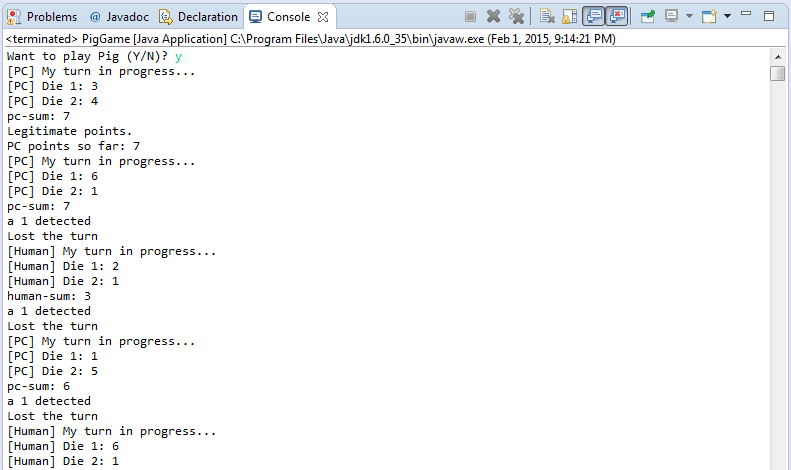 Problems @ Javadoc Declaration Console
<terminated> PigGame [Java Application] C:\Program Files\Java\jdk1.6.0_35\bin\javaw.exe (Feb 1, 2015, 9:14:21 PM)
Want to play Pig (Y/N)? y
[PC] My turn in progress...
[PC] Die 1: 3
[PC] Die 2: 4
pc-sum: 7
Legitimate points.
PC points so far: 7
[PC] My turn in progress...
[PC] Die 1: 6
[PC] Die 2: 1
pc-sum: 7
a 1 detected
Lost the turn
[Human] My turn in progress...
[Human] Die 1: 2
[Human] Die 2: 1
human-sum: 3
a 1 detected
Lost the turn
[PC] My turn in progress...
[PC] Die 1: 1
[PC] Die 2: 5
pc-sum: 6
a 1 detected
Lost the turn
[Human] My turn in progress...
[Human] Die 1: 6
[Human] Die 2: 1